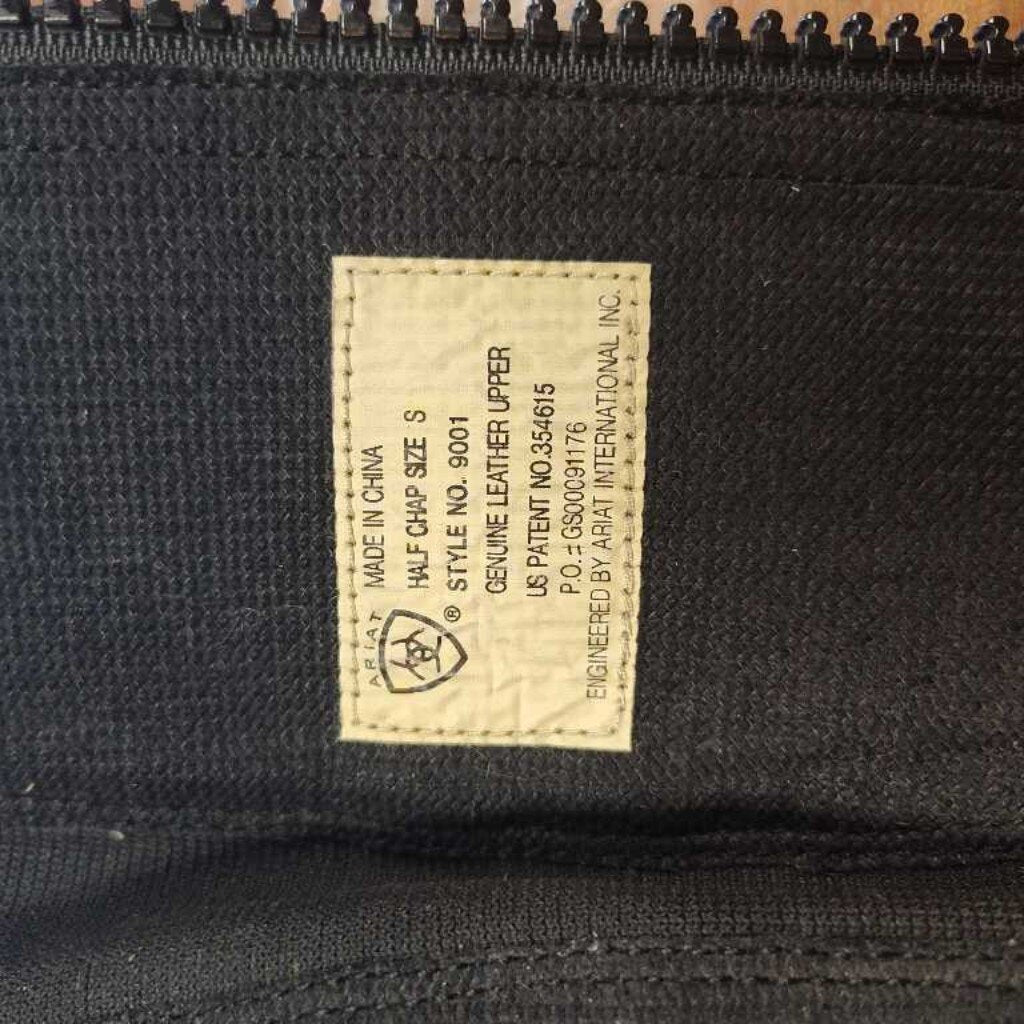 ARIAT
®
MADE IN CHINA
HALF CHAP SIZE S
STYLE NO. 9001
GENUINE LEATHER UPPER
US PATENT NO.354615
P.O.#GS00091176
ENGINEERED BY ARIAT INTERNATIONAL INC.